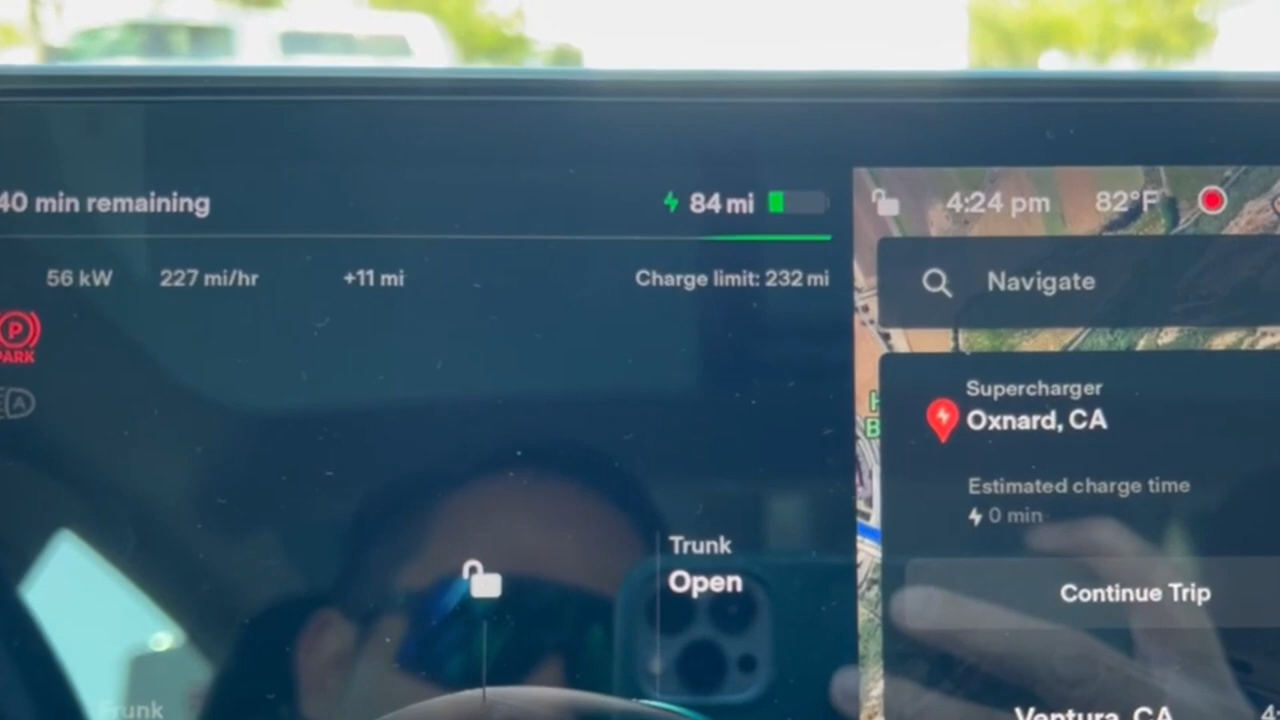 40 min remaining
84 mi
4:24 pm 82°F
56 kW 227 mi/hr +11 mi Charge limit: 232 mi
Navigate
P
PARK
A
Supercharger
Oxnard, CA
Estimated charge time
0 min
Trunk
Open
Continue Trip
Frunk
Ventura, CA